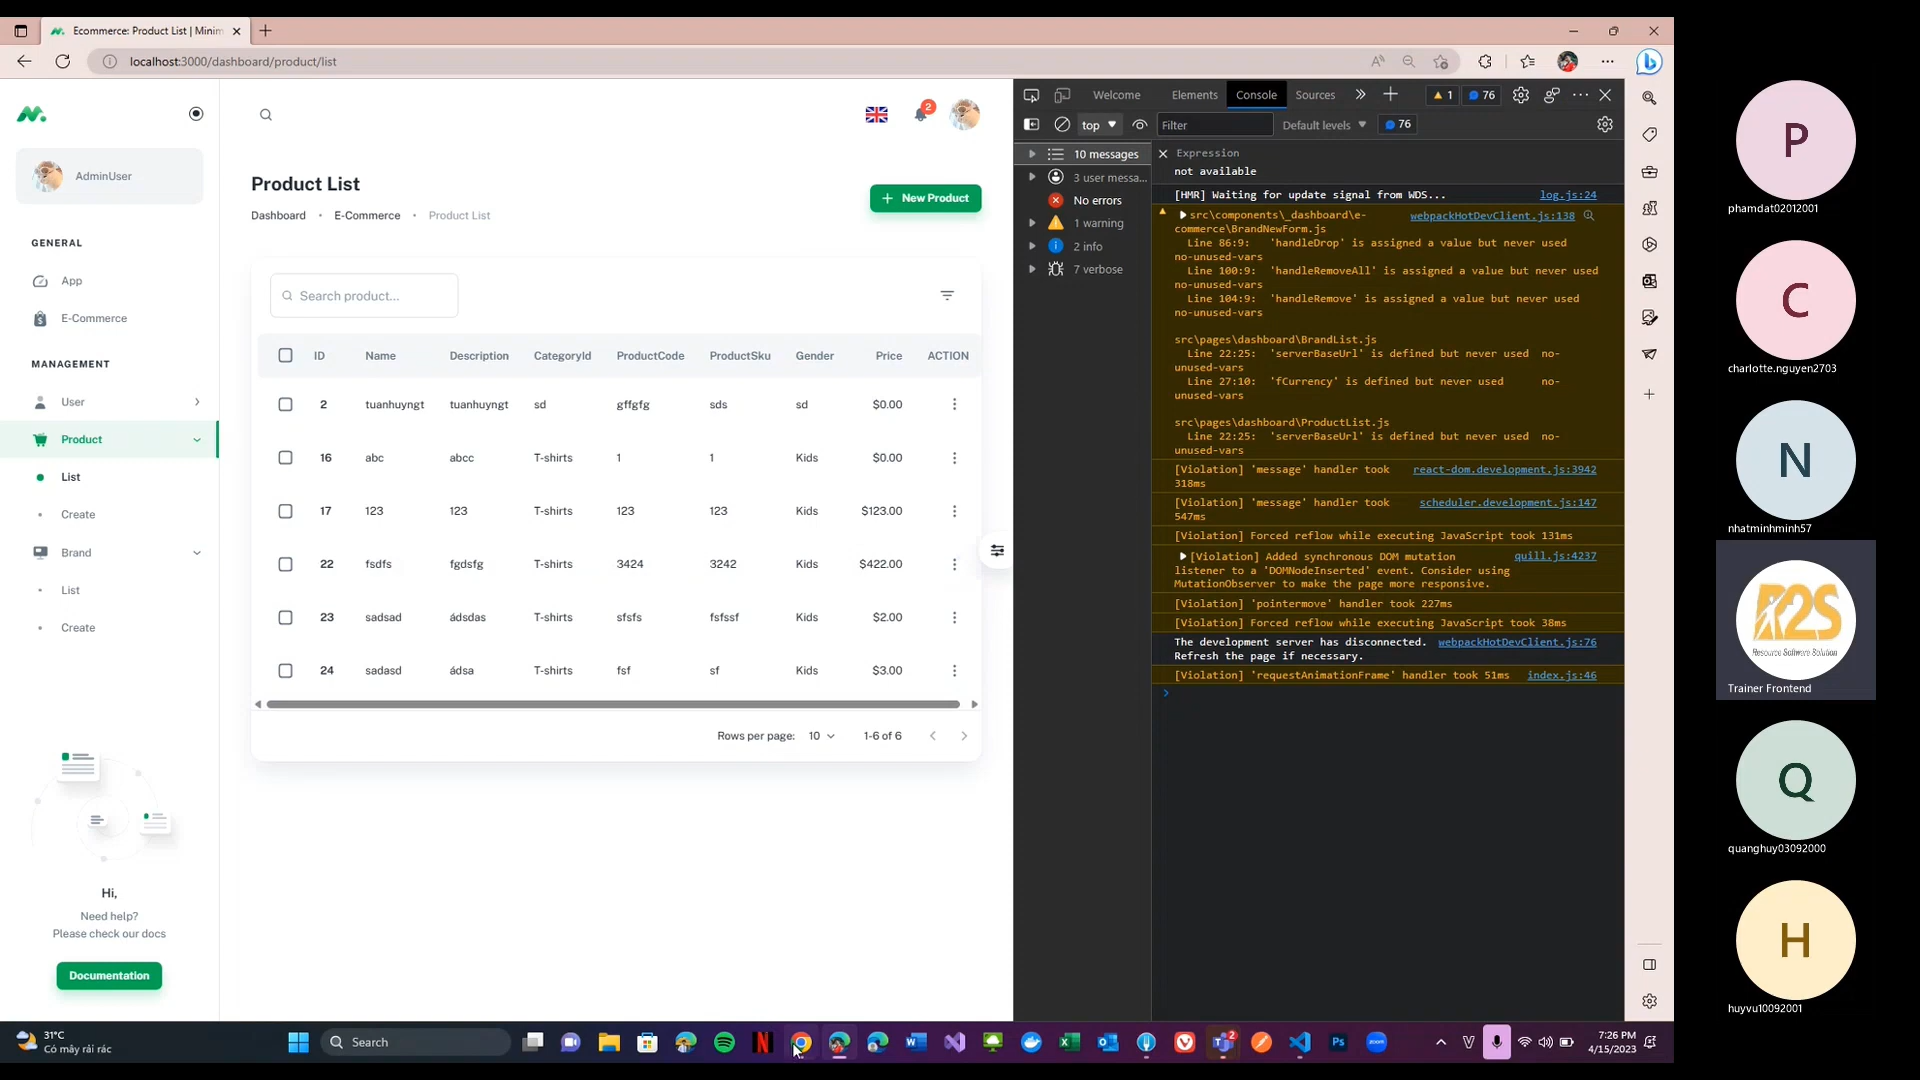 Ecommerce: Product List | Minim
localhost:3000/dashboard/product/list
AdminUser
GENERAL
App
E-Commerce
MANAGEMENT
User
Product
List
Create
Brand
List
Create
Hi,
Need help?
Please check our docs
Documentation
2
Product List
Dashboard • E-Commerce • Product List
+ New Product
Search product...
ID Name Description CategoryId ProductCode ProductSku Gender Price ACTION
2 tuanhuyngt tuanhuyngt sd gffgfg sds sd $0.00
16 abc abcc T-shirts 1 1 Kids $0.00
17 123 123 T-shirts 123 123 Kids $123.00
22 fsdfs fgdsfg T-shirts 3424 3242 Kids $422.00
23 sadsad ádsdas T-shirts sfsfs fsfssf Kids $2.00
24 sadasd ádsa T-shirts fsf sf Kids $3.00
Rows per page: 10 1-6 of 6
Welcome Elements Console Sources 1 76
top Filter Default levels 76
10 messages
3 user messa...
No errors
1 warning
2 info
7 verbose
Expression
not available
[HMR] Waiting for update signal from WDS... log.js:24
src\components\_dashboard\e- webpackHotDevClient.js:138
commerce\BrandNewForm.js
Line 86:9: 'handleDrop' is assigned a value but never used
no-unused-vars
Line 100:9: 'handleRemoveAll' is assigned a value but never used
no-unused-vars
Line 104:9: 'handleRemove' is assigned a value but never used
no-unused-vars
src\pages\dashboard\BrandList.js
Line 22:25: 'serverBaseUrl' is defined but never used no-
unused-vars
Line 27:10: 'fCurrency' is defined but never used no-
unused-vars
src\pages\dashboard\ProductList.js
Line 22:25: 'serverBaseUrl' is defined but never used no-
unused-vars
[Violation] 'message' handler took react-dom.development.js:3942
318ms
[Violation] 'message' handler took scheduler.development.js:147
547ms
[Violation] Forced reflow while executing JavaScript took 131ms
[Violation] Added synchronous DOM mutation quill.js:4237
listener to a 'DOMNodeInserted' event. Consider using
MutationObserver to make the page more responsive.
[Violation] 'pointermove' handler took 227ms
[Violation] Forced reflow while executing JavaScript took 38ms
The development server has disconnected. webpackHotDevClient.js:76
Refresh the page if necessary.
[Violation] 'requestAnimationFrame' handler took 51ms index.js:46
P
phamdat02012001
C
charlotte.nguyen2703
N
nhatminhminh57
R2S
Resource Software Solution
Trainer Frontend
Q
quanghuy03092000
H
huyvu10092001
31°C
Có mây rải rác
Search
Ps
zoom
2
7:26 PM
4/15/2023